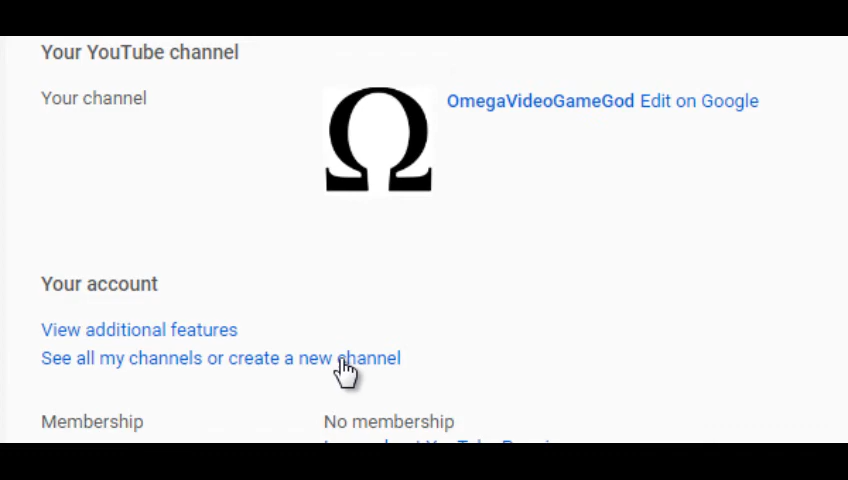 Your YouTube channel
Your channel
OmegaVideoGameGod Edit on Google
Ω
Your account
View additional features
See all my channels or create a new channel
Membership
No membership